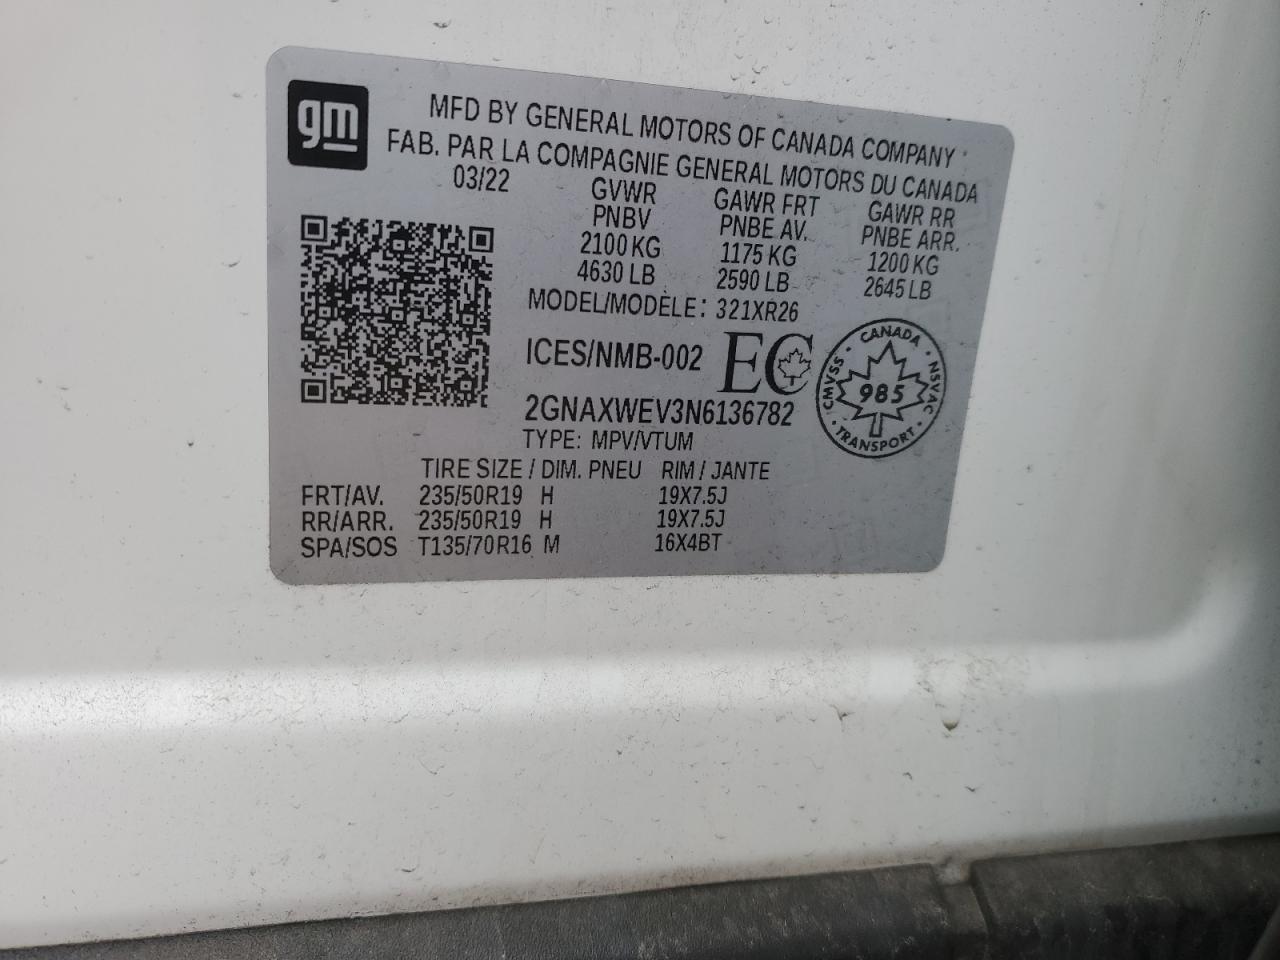 gm
MFD BY GENERAL MOTORS OF CANADA COMPANY
FAB. PAR LA COMPAGNIE GENERAL MOTORS DU CANADA
03/22 GVWR GAWR FRT GAWR RR
PNBV PNBE AV. PNBE ARR.
2100 KG 1175 KG 1200 KG
4630 LB 2590 LB 2645 LB
MODEL/MODÈLE: 321XR26
ICES/NMB-002 EC
CANADA · NSVAC · TRANSPORT · CMVSS ·
985
2GNAXWEV3N6136782
TYPE: MPV/VTUM
TIRE SIZE / DIM. PNEU RIM / JANTE
FRT/AV. 235/50R19 H 19X7.5J
RR/ARR. 235/50R19 H 19X7.5J
SPA/SOS T135/70R16 M 16X4BT